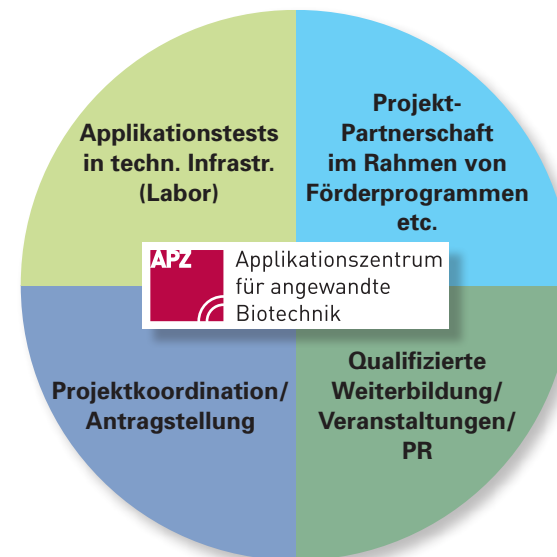 Applikationstests
in techn. Infrastr.
(Labor)
Projekt-
Partnerschaft
im Rahmen von
Förderprogrammen
etc.
APZ
Applikationszentrum
für angewandte
Biotechnik
Projektkoordination/
Antragstellung
Qualifizierte
Weiterbildung/
Veranstaltungen/
PR